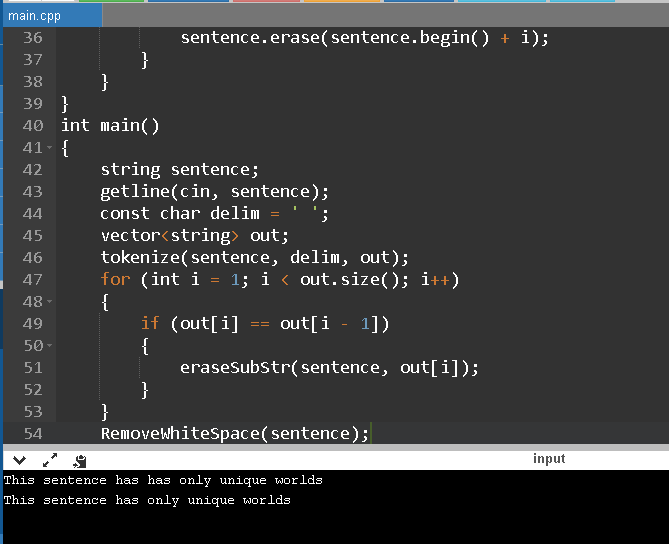 main.cpp
36 sentence.erase(sentence.begin() + i);
37 }
38 }
39 }
40 int main()
41 {
42 string sentence;
43 getline(cin, sentence);
44 const char delim = ' ';
45 vector<string> out;
46 tokenize(sentence, delim, out);
47 for (int i = 1; i < out.size(); i++)
48 {
49 if (out[i] == out[i - 1])
50 {
51 eraseSubStr(sentence, out[i]);
52 }
53 }
54 RemoveWhiteSpace(sentence);
input
This sentence has has only unique worlds
This sentence has only unique worlds